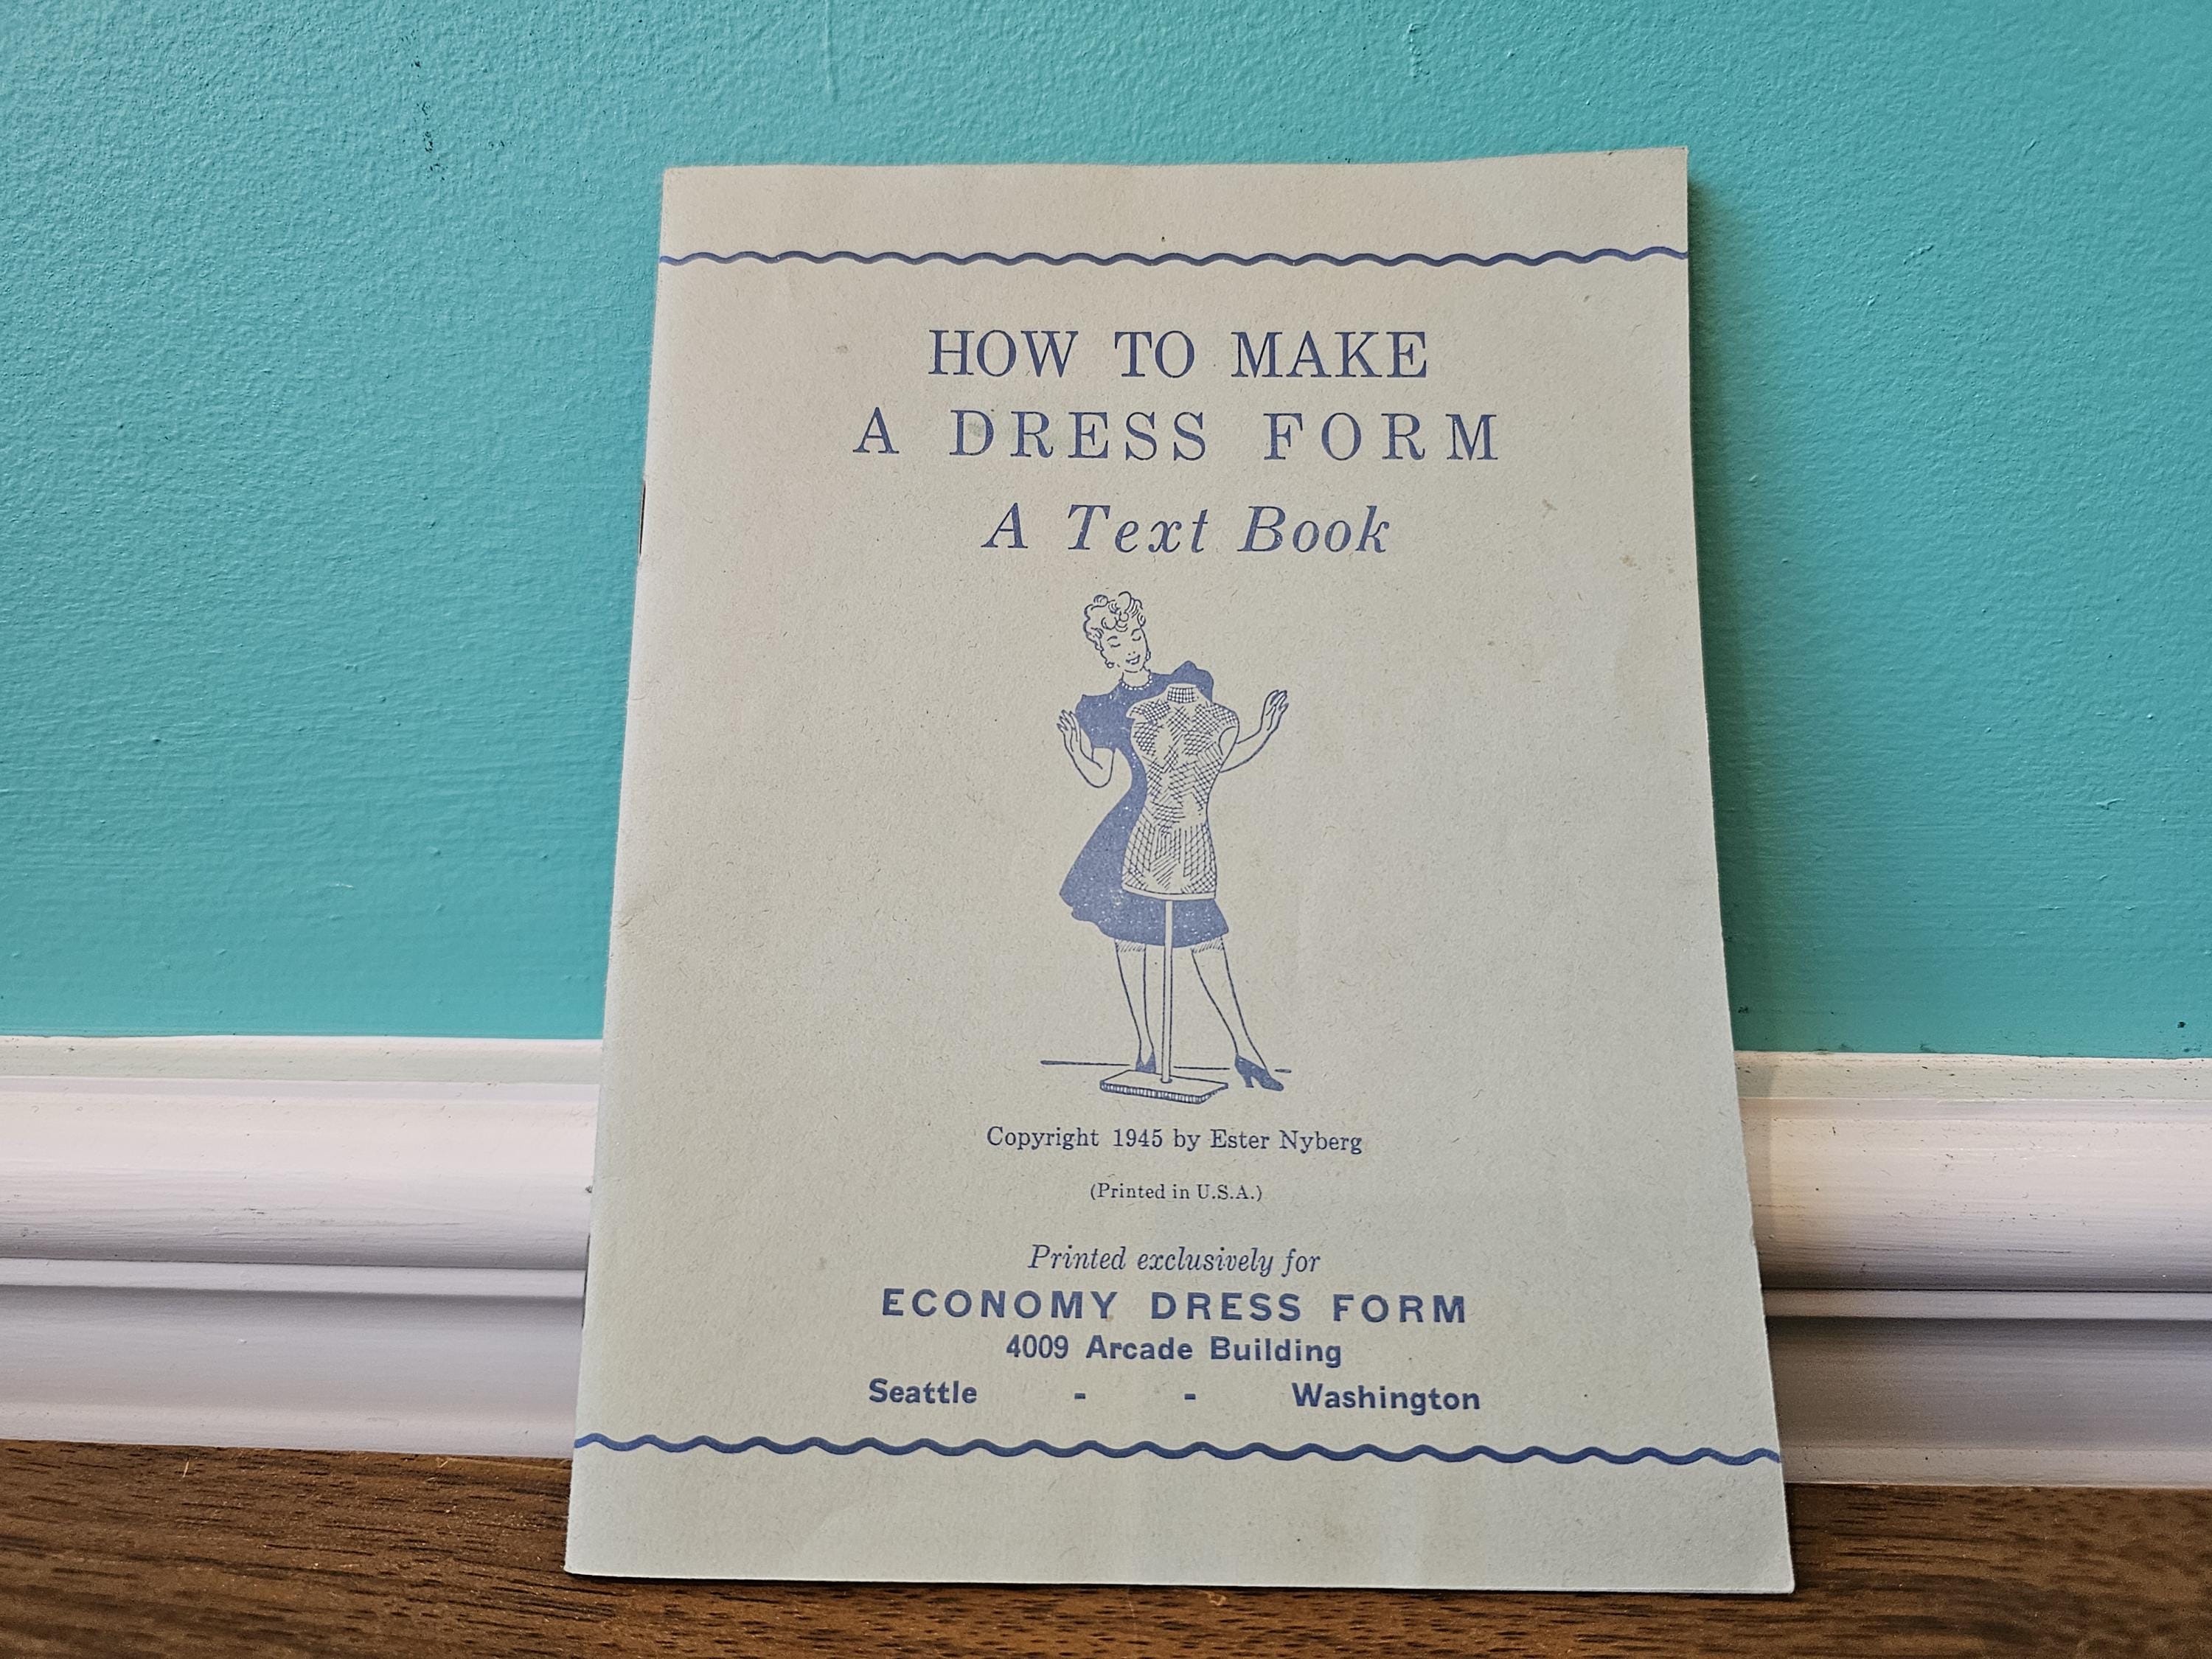 HOW TO MAKE
A DRESS FORM
A Text Book
Copyright 1945 by Ester Nyberg
(Printed in U.S.A.)
Printed exclusively for
ECONOMY DRESS FORM
4009 Arcade Building
Seattle - - Washington